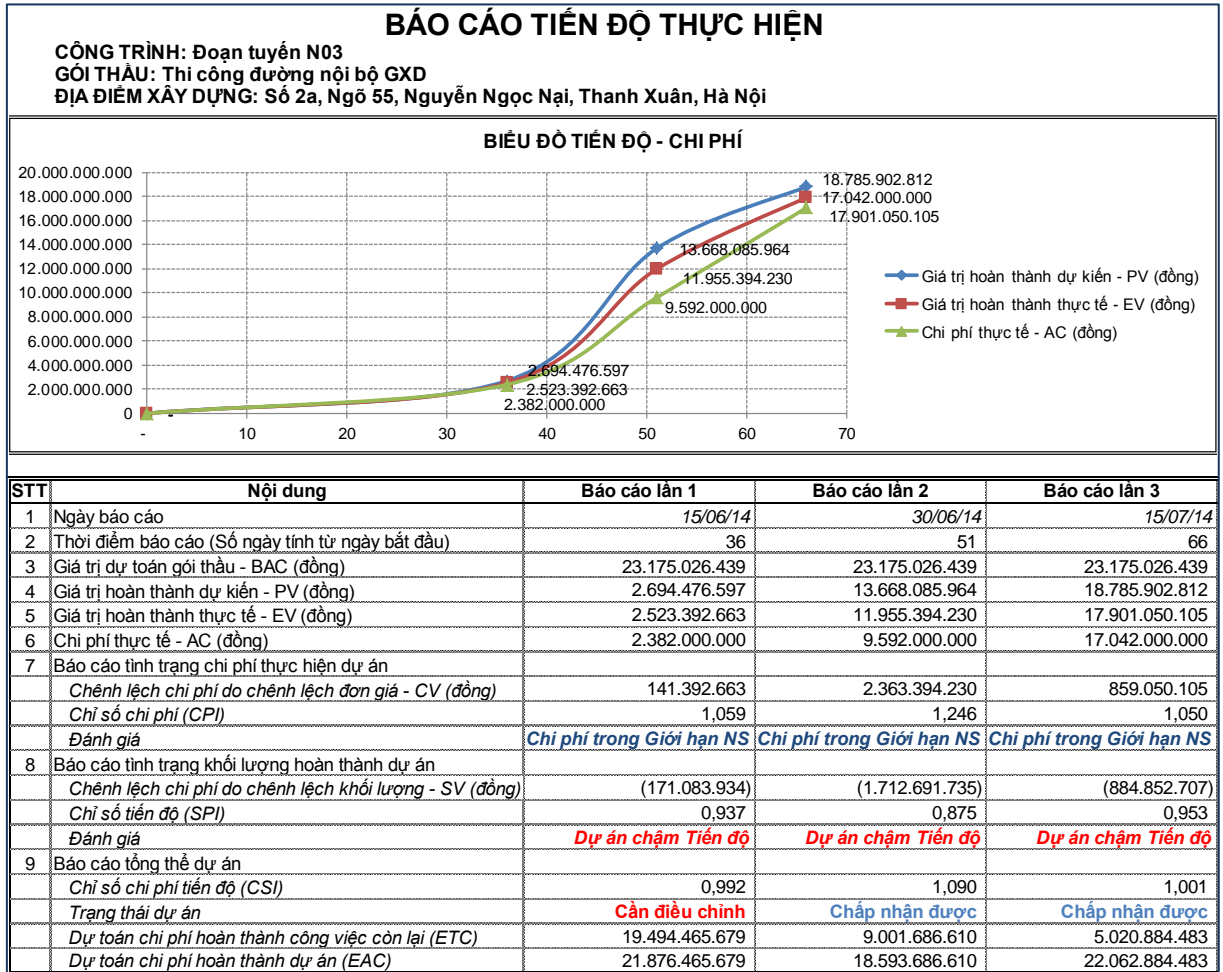 BÁO CÁO TIẾN ĐỘ THỰC HIỆN
CÔNG TRÌNH: Đoạn tuyến N03
GÓI THẦU: Thi công đường nội bộ GXD
ĐỊA ĐIỂM XÂY DỰNG: Số 2a, Ngõ 55, Nguyễn Ngọc Nại, Thanh Xuân, Hà Nội
BIỂU ĐỒ TIẾN ĐỘ - CHI PHÍ
20.000.000.000
18.000.000.000
16.000.000.000
14.000.000.000
12.000.000.000
10.000.000.000
8.000.000.000
6.000.000.000
4.000.000.000
2.000.000.000
0
- 10 20 30 40 50 60 70
18.785.902.812
17.042.000.000
17.901.050.105
13.668.085.964
11.955.394.230
9.592.000.000
2.694.476.597
2.523.392.663
2.382.000.000
Giá trị hoàn thành dự kiến - PV (đồng)
Giá trị hoàn thành thực tế - EV (đồng)
Chi phí thực tế - AC (đồng)
STT Nội dung Báo cáo lần 1 Báo cáo lần 2 Báo cáo lần 3
1 Ngày báo cáo 15/06/14 30/06/14 15/07/14
2 Thời điểm báo cáo (Số ngày tính từ ngày bắt đầu) 36 51 66
3 Giá trị dự toán gói thầu - BAC (đồng) 23.175.026.439 23.175.026.439 23.175.026.439
4 Giá trị hoàn thành dự kiến - PV (đồng) 2.694.476.597 13.668.085.964 18.785.902.812
5 Giá trị hoàn thành thực tế - EV (đồng) 2.523.392.663 11.955.394.230 17.901.050.105
6 Chi phí thực tế - AC (đồng) 2.382.000.000 9.592.000.000 17.042.000.000
7 Báo cáo tình trạng chi phí thực hiện dự án
Chênh lệch chi phí do chênh lệch đơn giá - CV (đồng) 141.392.663 2.363.394.230 859.050.105
Chỉ số chi phí (CPI) 1,059 1,246 1,050
Đánh giá Chi phí trong Giới hạn NS Chi phí trong Giới hạn NS Chi phí trong Giới hạn NS
8 Báo cáo tình trạng khối lượng hoàn thành dự án
Chênh lệch chi phí do chênh lệch khối lượng - SV (đồng) (171.083.934) (1.712.691.735) (884.852.707)
Chỉ số tiến độ (SPI) 0,937 0,875 0,953
Đánh giá Dự án chậm Tiến độ Dự án chậm Tiến độ Dự án chậm Tiến độ
9 Báo cáo tổng thể dự án
Chỉ số chi phí tiến độ (CSI) 0,992 1,090 1,001
Trạng thái dự án Cần điều chỉnh Chấp nhận được Chấp nhận được
Dự toán chi phí hoàn thành công việc còn lại (ETC) 19.494.465.679 9.001.686.610 5.020.884.483
Dự toán chi phí hoàn thành dự án (EAC) 21.876.465.679 18.593.686.610 22.062.884.483